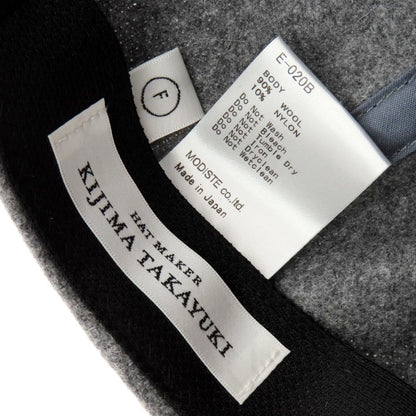 F
E-020B
BODY
90% WOOL
10% NYLON
Do Not Wash
Do Not Bleach
Do Not Tumble Dry
Do Not Iron
Do Not Dryclean
Do Not Wetclean
MODISTE co.,ltd.
Made in Japan
HAT MAKER
KIJIMA TAKAYUKI